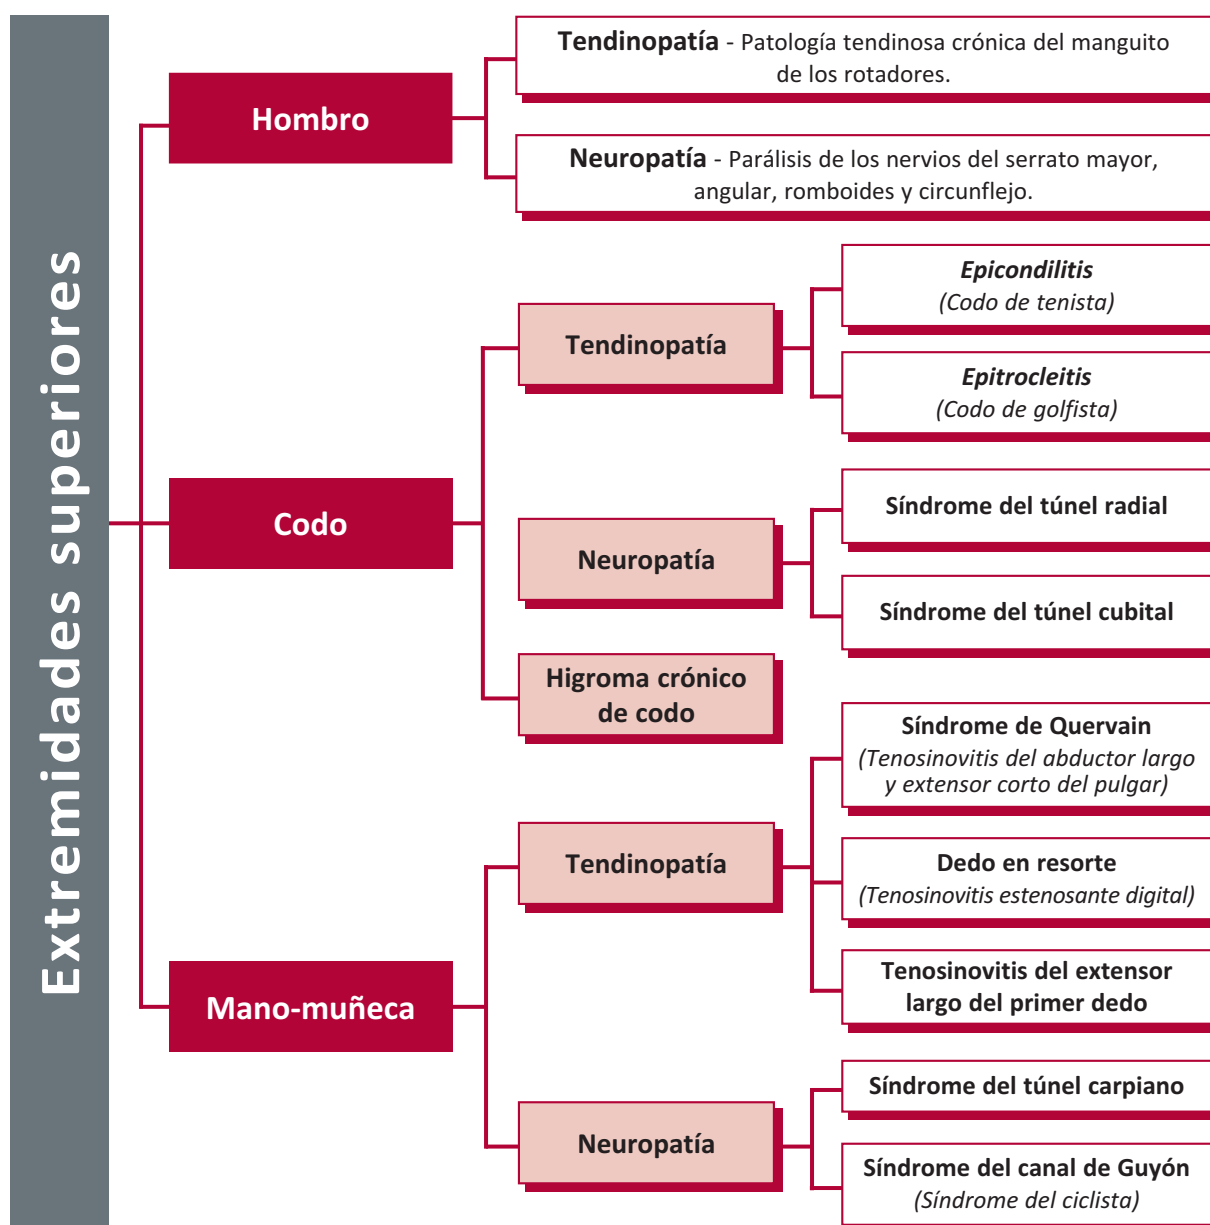 Extremidades superiores
Hombro
Tendinopatía - Patología tendinosa crónica del manguito
de los rotadores.
Neuropatía - Parálisis de los nervios del serrato mayor,
angular, romboides y circunflejo.
Codo
Tendinopatía
Epicondilitis
(Codo de tenista)
Epitrocleitis
(Codo de golfista)
Neuropatía
Síndrome del túnel radial
Síndrome del túnel cubital
Higroma crónico
de codo
Mano-muñeca
Tendinopatía
Síndrome de Quervain
(Tenosinovitis del abductor largo
y extensor corto del pulgar)
Dedo en resorte
(Tenosinovitis estenosante digital)
Tenosinovitis del extensor
largo del primer dedo
Neuropatía
Síndrome del túnel carpiano
Síndrome del canal de Guyón
(Síndrome del ciclista)